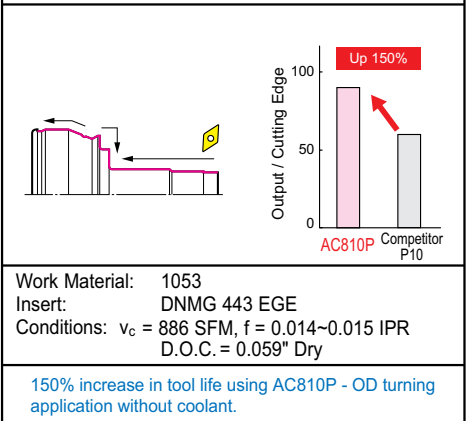 Up 150%
Output / Cutting Edge
100
50
0
AC810P
Competitor
P10
Work Material: 1053
Insert: DNMG 443 EGE
Conditions: vc = 886 SFM, f = 0.014~0.015 IPR
D.O.C. = 0.059" Dry
150% increase in tool life using AC810P - OD turning
application without coolant.